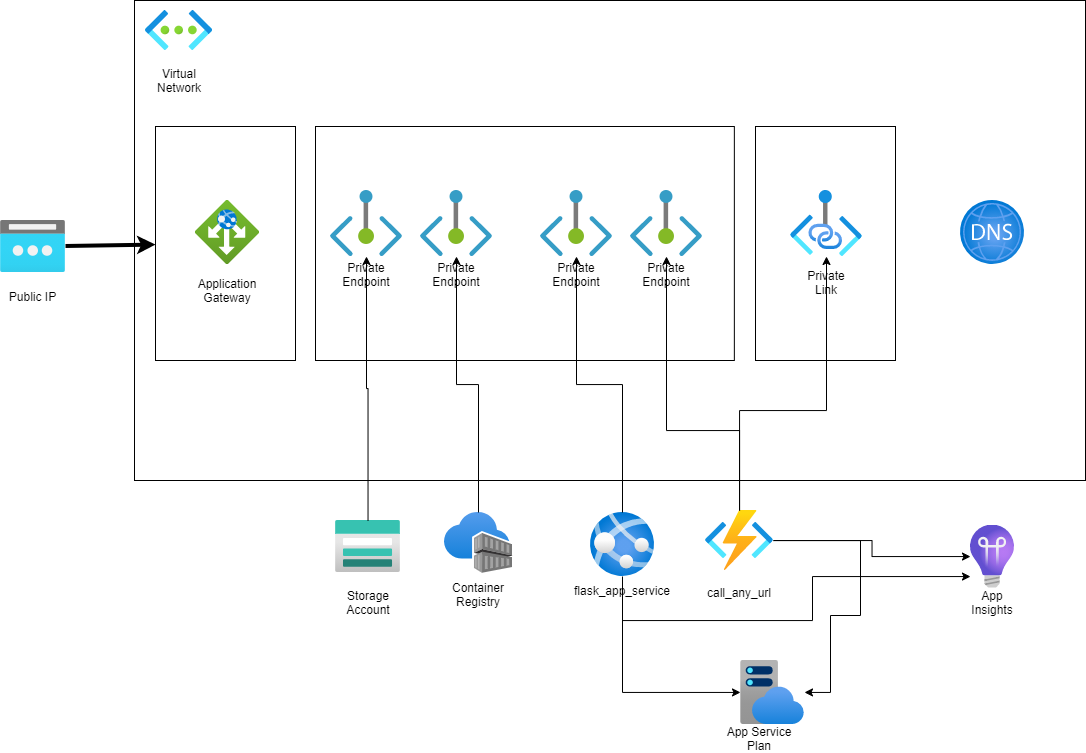 Virtual
Network
Public IP
Application
Gateway
Private
Endpoint
Private
Endpoint
Private
Endpoint
Private
Endpoint
Private
Link
DNS
Storage
Account
Container
Registry
flask_app_service
call_any_url
App
Insights
App Service
Plan